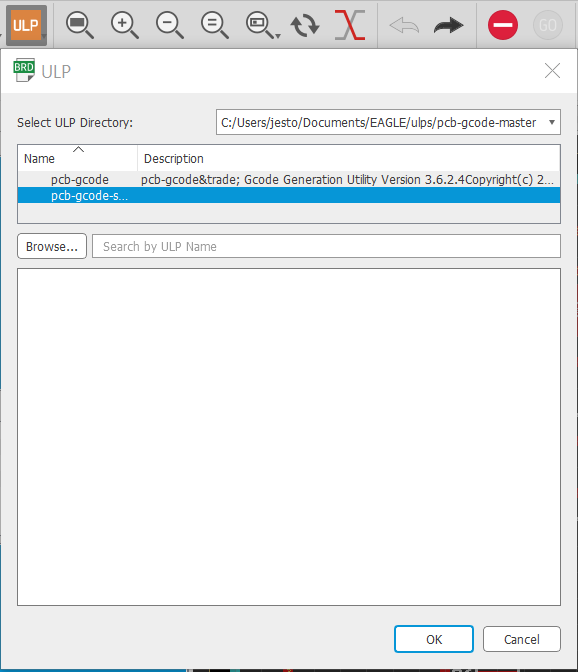 ULP
GO
BRD
ULP
Select ULP Directory:
C:/Users/jesto/Documents/EAGLE/ulps/pcb-gcode-master
Name
Description
pcb-gcode
pcb-gcode&trade; Gcode Generation Utility Version 3.6.2.4Copyright(c) 2...
pcb-gcode-s...
Browse...
Search by ULP Name
OK
Cancel